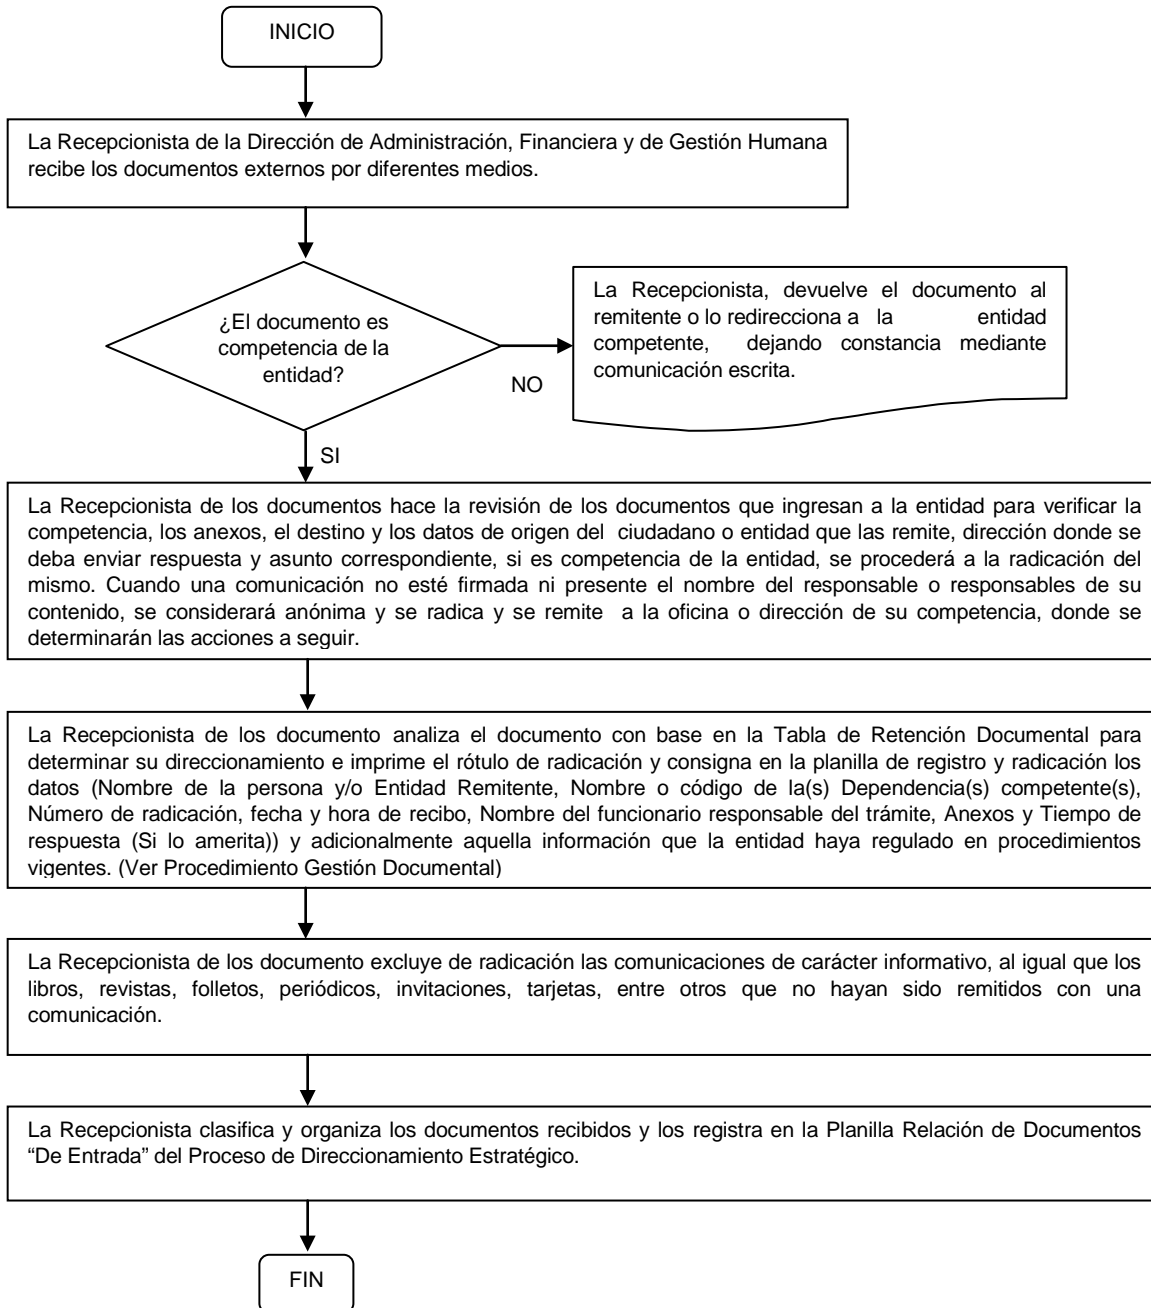 INICIO
La Recepcionista de la Dirección de Administración, Financiera y de Gestión Humana
recibe los documentos externos por diferentes medios.
¿El documento es
competencia de la
entidad?
NO
La Recepcionista, devuelve el documento al
remitente o lo redirecciona a la entidad
competente, dejando constancia mediante
comunicación escrita.
SI
La Recepcionista de los documentos hace la revisión de los documentos que ingresan a la entidad para verificar la
competencia, los anexos, el destino y los datos de origen del ciudadano o entidad que las remite, dirección donde se
deba enviar respuesta y asunto correspondiente, si es competencia de la entidad, se procederá a la radicación del
mismo. Cuando una comunicación no esté firmada ni presente el nombre del responsable o responsables de su
contenido, se considerará anónima y se radica y se remite a la oficina o dirección de su competencia, donde se
determinarán las acciones a seguir.
La Recepcionista de los documento analiza el documento con base en la Tabla de Retención Documental para
determinar su direccionamiento e imprime el rótulo de radicación y consigna en la planilla de registro y radicación los
datos (Nombre de la persona y/o Entidad Remitente, Nombre o código de la(s) Dependencia(s) competente(s),
Número de radicación, fecha y hora de recibo, Nombre del funcionario responsable del trámite, Anexos y Tiempo de
respuesta (Si lo amerita)) y adicionalmente aquella información que la entidad haya regulado en procedimientos
vigentes. (Ver Procedimiento Gestión Documental)
La Recepcionista de los documento excluye de radicación las comunicaciones de carácter informativo, al igual que los
libros, revistas, folletos, periódicos, invitaciones, tarjetas, entre otros que no hayan sido remitidos con una
comunicación.
La Recepcionista clasifica y organiza los documentos recibidos y los registra en la Planilla Relación de Documentos
“De Entrada” del Proceso de Direccionamiento Estratégico.
FIN